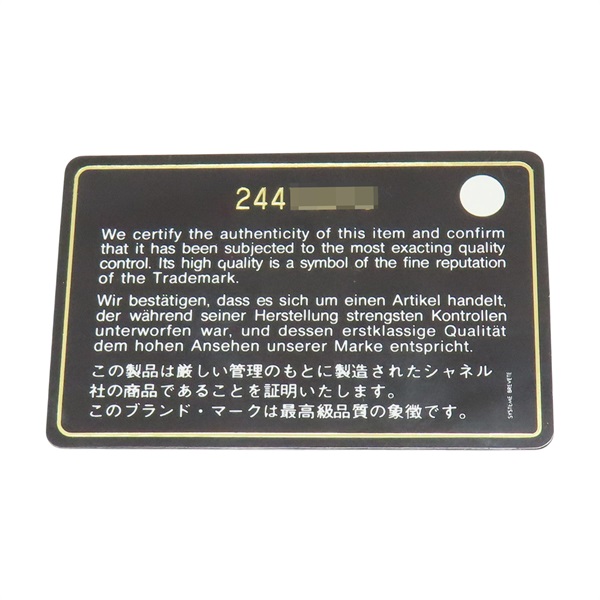 244
We certify the authenticity of this item and confirm
that it has been subjected to the most exacting quality
control. Its high quality is a symbol of the fine reputation
of the Trademark.
Wir bestätigen, dass es sich um einen Artikel handelt,
der während seiner Herstellung strengsten Kontrollen
unterworfen war, und dessen erstklassige Qualität
dem hohen Ansehen unserer Marke entspricht.
この製品は厳しい管理のもとに製造されたシャネル
社の商品であることを証明いたします。
このブランド・マークは最高級品質の象徴です。
SYSTEME BREVETE